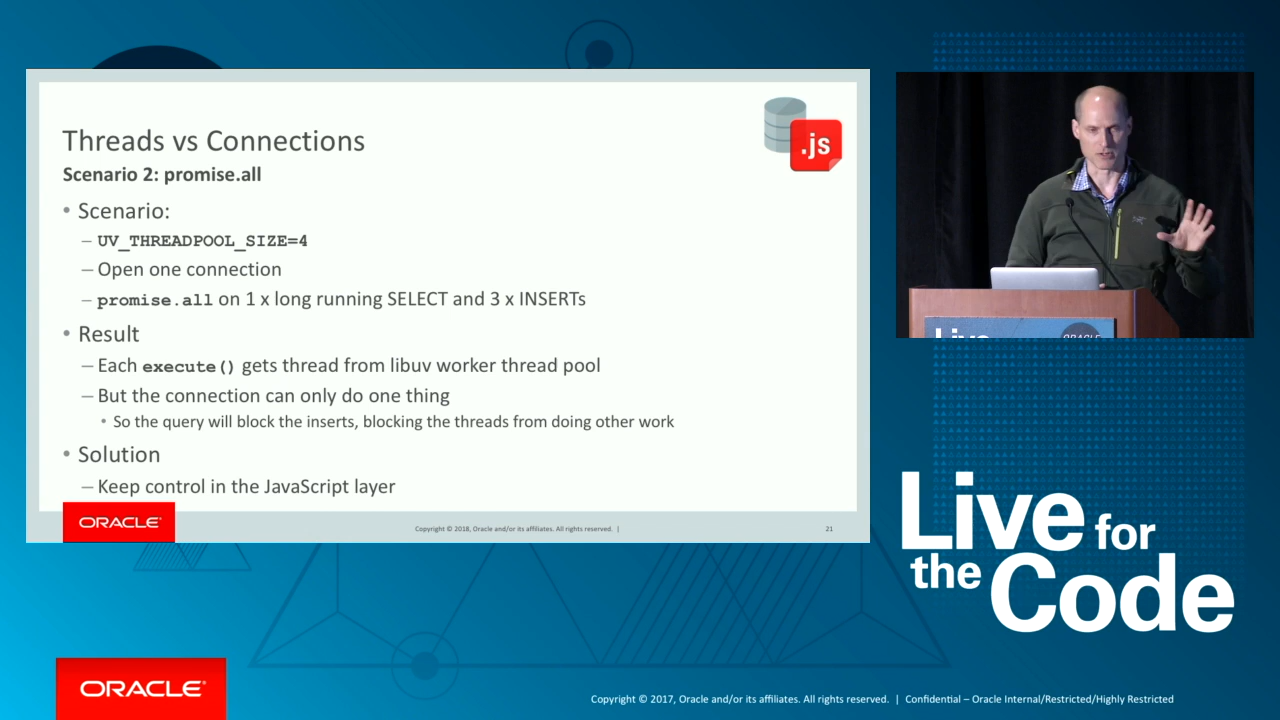 Threads vs Connections
Scenario 2: promise.all
• Scenario:
– UV_THREADPOOL_SIZE=4
– Open one connection
– promise.all on 1 x long running SELECT and 3 x INSERTs
• Result
– Each execute() gets thread from libuv worker thread pool
– But the connection can only do one thing
• So the query will block the inserts, blocking the threads from doing other work
• Solution
– Keep control in the JavaScript layer
.js
ORACLE®
Copyright © 2018, Oracle and/or its affiliates. All rights reserved. |
21
Live
ORACLE
Live for
the Code
ORACLE®
Copyright © 2017, Oracle and/or its affiliates. All rights reserved. | Confidential – Oracle Internal/Restricted/Highly Restricted